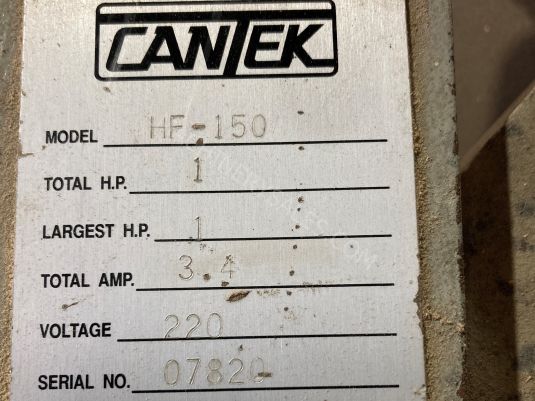 CANTEK
MODEL HF-150
TOTAL H.P. 1
LARGEST H.P. 1
TOTAL AMP. 3.4
VOLTAGE 220
SERIAL NO. 07820